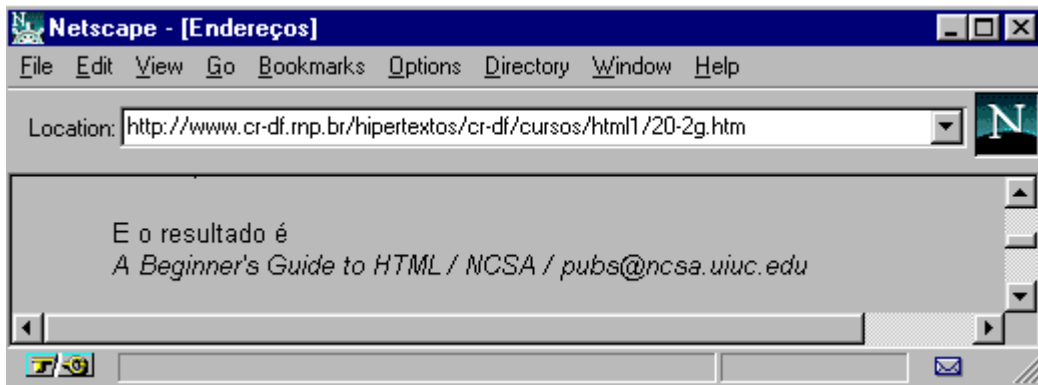 Netscape - [Endereços]
File Edit View Go Bookmarks Options Directory Window Help
Location: http://www.cr-df.rnp.br/hipertextos/cr-df/cursos/html1/20-2g.htm
N
E o resultado é
A Beginner's Guide to HTML / NCSA / pubs@ncsa.uiuc.edu